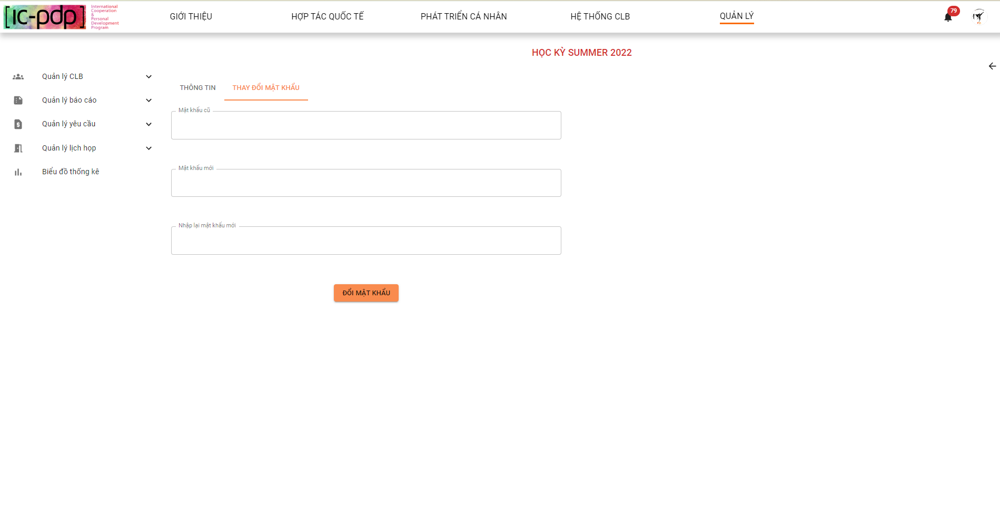 [ic-pdp]
International
Cooperation
&
Personal
Development
Program
GIỚI THIỆU
HỢP TÁC QUỐC TẾ
PHÁT TRIỂN CÁ NHÂN
HỆ THỐNG CLB
QUẢN LÝ
79
HỌC KỲ SUMMER 2022
Quản lý CLB
Quản lý báo cáo
Quản lý yêu cầu
Quản lý lịch họp
Biểu đồ thống kê
THÔNG TIN
THAY ĐỔI MẬT KHẨU
Mật khẩu cũ
Mật khẩu mới
Nhập lại mật khẩu mới
ĐỔI MẬT KHẨU